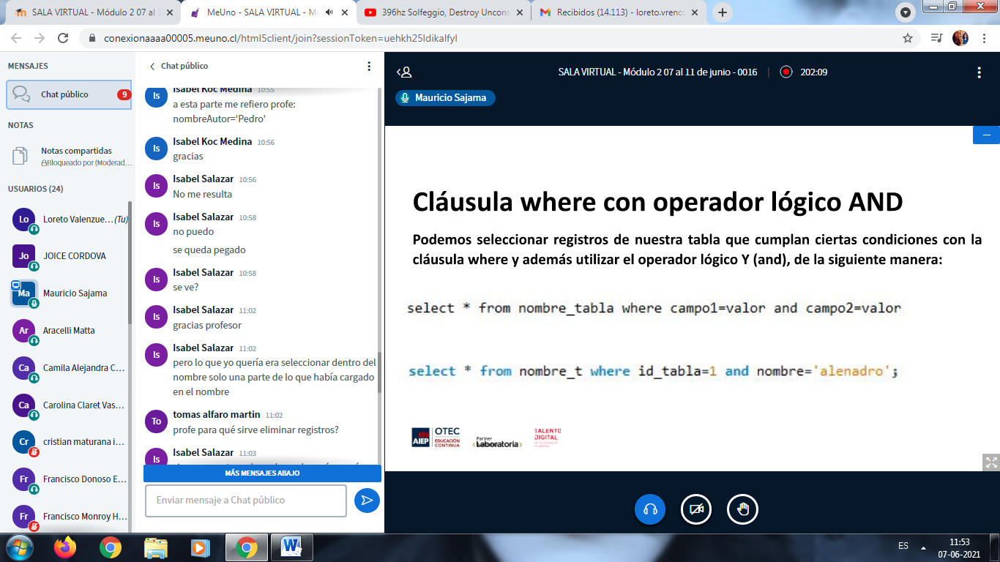 SALA VIRTUAL - Módulo 2 07 al 1
MeUno - SALA VIRTUAL - Mó
396hz Solfeggio, Destroy Uncons
Recibidos (14.113) - loreto.vrenco
conexionaaaa00005.meuno.cl/html5client/join?sessionToken=uehkh25ldikalfyl
MENSAJES
Chat público
9
NOTAS
Notas compartidas
Bloqueado por (Moderad...
USUARIOS (24)
Lo
Loreto Valenzue... (Tu)
Jo
JOICE CORDOVA
Ma
Mauricio Sajama
Ar
Aracelli Matta
Ca
Camila Alejandra C...
Ca
Carolina Claret Vas...
Cr
cristian maturana i...
Fr
Francisco Donoso E...
Fr
Francisco Monroy H...
Chat público
Is
Isabel Koc Medina 10:55
a esta parte me refiero profe:
nombreAutor='Pedro'
Is
Isabel Koc Medina 10:56
gracias
Is
Isabel Salazar 10:56
No me resulta
Is
Isabel Salazar 10:58
no puedo
se queda pegado
Is
Isabel Salazar 10:58
se ve?
Is
Isabel Salazar 11:02
gracias profesor
Is
Isabel Salazar 11:02
pero lo que yo quería era seleccionar dentro del
nombre solo una parte de lo que había cargado
en el nombre
To
tomas alfaro martin 11:02
profe para qué sirve eliminar registros?
Is
Isabel Salazar 11:03
MÁS MENSAJES ABAJO
Enviar mensaje a Chat público
SALA VIRTUAL - Módulo 2 07 al 11 de junio - 0016
202:09
Mauricio Sajama
Cláusula where con operador lógico AND
Podemos seleccionar registros de nuestra tabla que cumplan ciertas condiciones con la
cláusula where y además utilizar el operador lógico Y (and), de la siguiente manera:
select * from nombre_tabla where campo1=valor and campo2=valor
select * from nombre_t where id_tabla=1 and nombre='alenadro';
AIEP
OTEC
EDUCACIÓN
CONTINUA
Partner
Laboratoria
TALENTO
DIGITAL
ES
11:53
07-06-2021